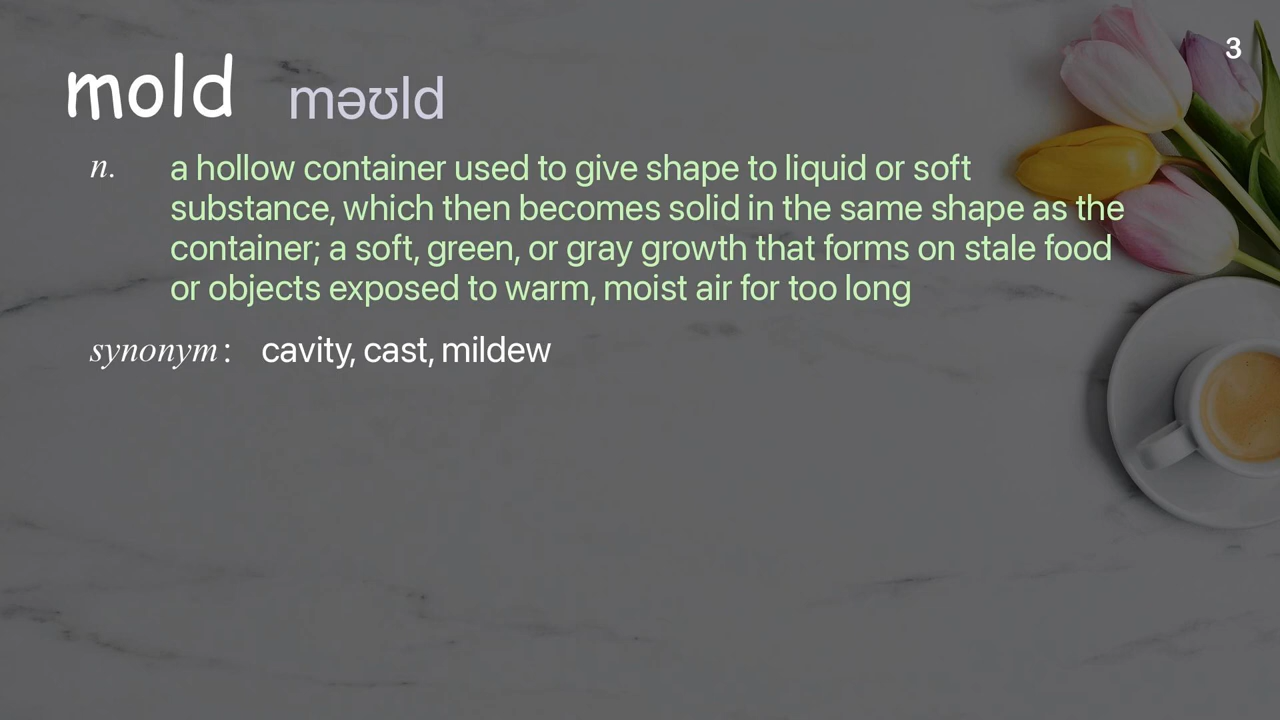 3
mold məʊld
n. a hollow container used to give shape to liquid or soft
substance, which then becomes solid in the same shape as the
container; a soft, green, or gray growth that forms on stale food
or objects exposed to warm, moist air for too long
synonym: cavity, cast, mildew